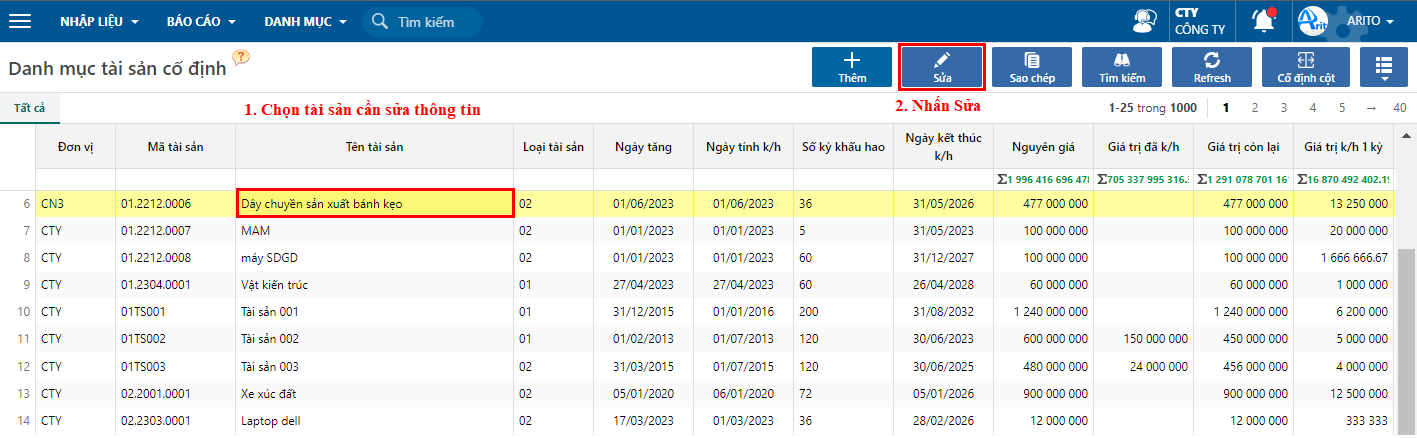 NHẬP LIỆU BÁO CÁO DANH MỤC Tìm kiếm CTY CÔNG TY Arit ARITO
Danh mục tài sản cố định ? Thêm Sửa Sao chép Tìm kiếm Refresh Cố định cột
Tất cả 1. Chọn tài sản cần sửa thông tin 2. Nhấn Sửa 1-25 trong 1000 1 2 3 4 5 → 40
Đơn vị Mã tài sản Tên tài sản Loại tài sản Ngày tăng Ngày tính k/h Số kỳ khấu hao Ngày kết thúc k/h Nguyên giá Giá trị đã k/h Giá trị còn lại Giá trị k/h 1 kỳ
Σ1 996 416 696 478 Σ705 337 995 316. Σ1 291 078 701 16 Σ16 870 492 402.19
6 CN3 01.2212.0006 Dây chuyền sản xuất bánh kẹo 02 01/06/2023 01/06/2023 36 31/05/2026 477 000 000 477 000 000 13 250 000
7 CTY 01.2212.0007 MAM 02 01/01/2023 01/01/2023 5 31/05/2023 100 000 000 100 000 000 20 000 000
8 CTY 01.2212.0008 máy SDGD 02 01/01/2023 01/01/2023 60 31/12/2027 100 000 000 100 000 000 1 666 666.67
9 CTY 01.2304.0001 Vật kiến trúc 01 27/04/2023 27/04/2023 60 26/04/2028 60 000 000 60 000 000 1 000 000
10 CTY 01TS001 Tài sản 001 01 31/12/2015 01/01/2016 200 31/08/2032 1 240 000 000 1 240 000 000 6 200 000
11 CTY 01TS002 Tài sản 002 01 01/02/2013 01/07/2013 120 30/06/2023 600 000 000 150 000 000 450 000 000 5 000 000
12 CTY 01TS003 Tài sản 003 02 31/03/2015 01/07/2015 120 30/06/2025 480 000 000 24 000 000 456 000 000 4 000 000
13 CTY 02.2001.0001 Xe xúc đất 02 05/01/2020 06/01/2020 72 05/01/2026 900 000 000 900 000 000 12 500 000
14 CTY 02.2303.0001 Laptop dell 02 17/03/2023 01/03/2023 36 28/02/2026 12 000 000 12 000 000 333 333